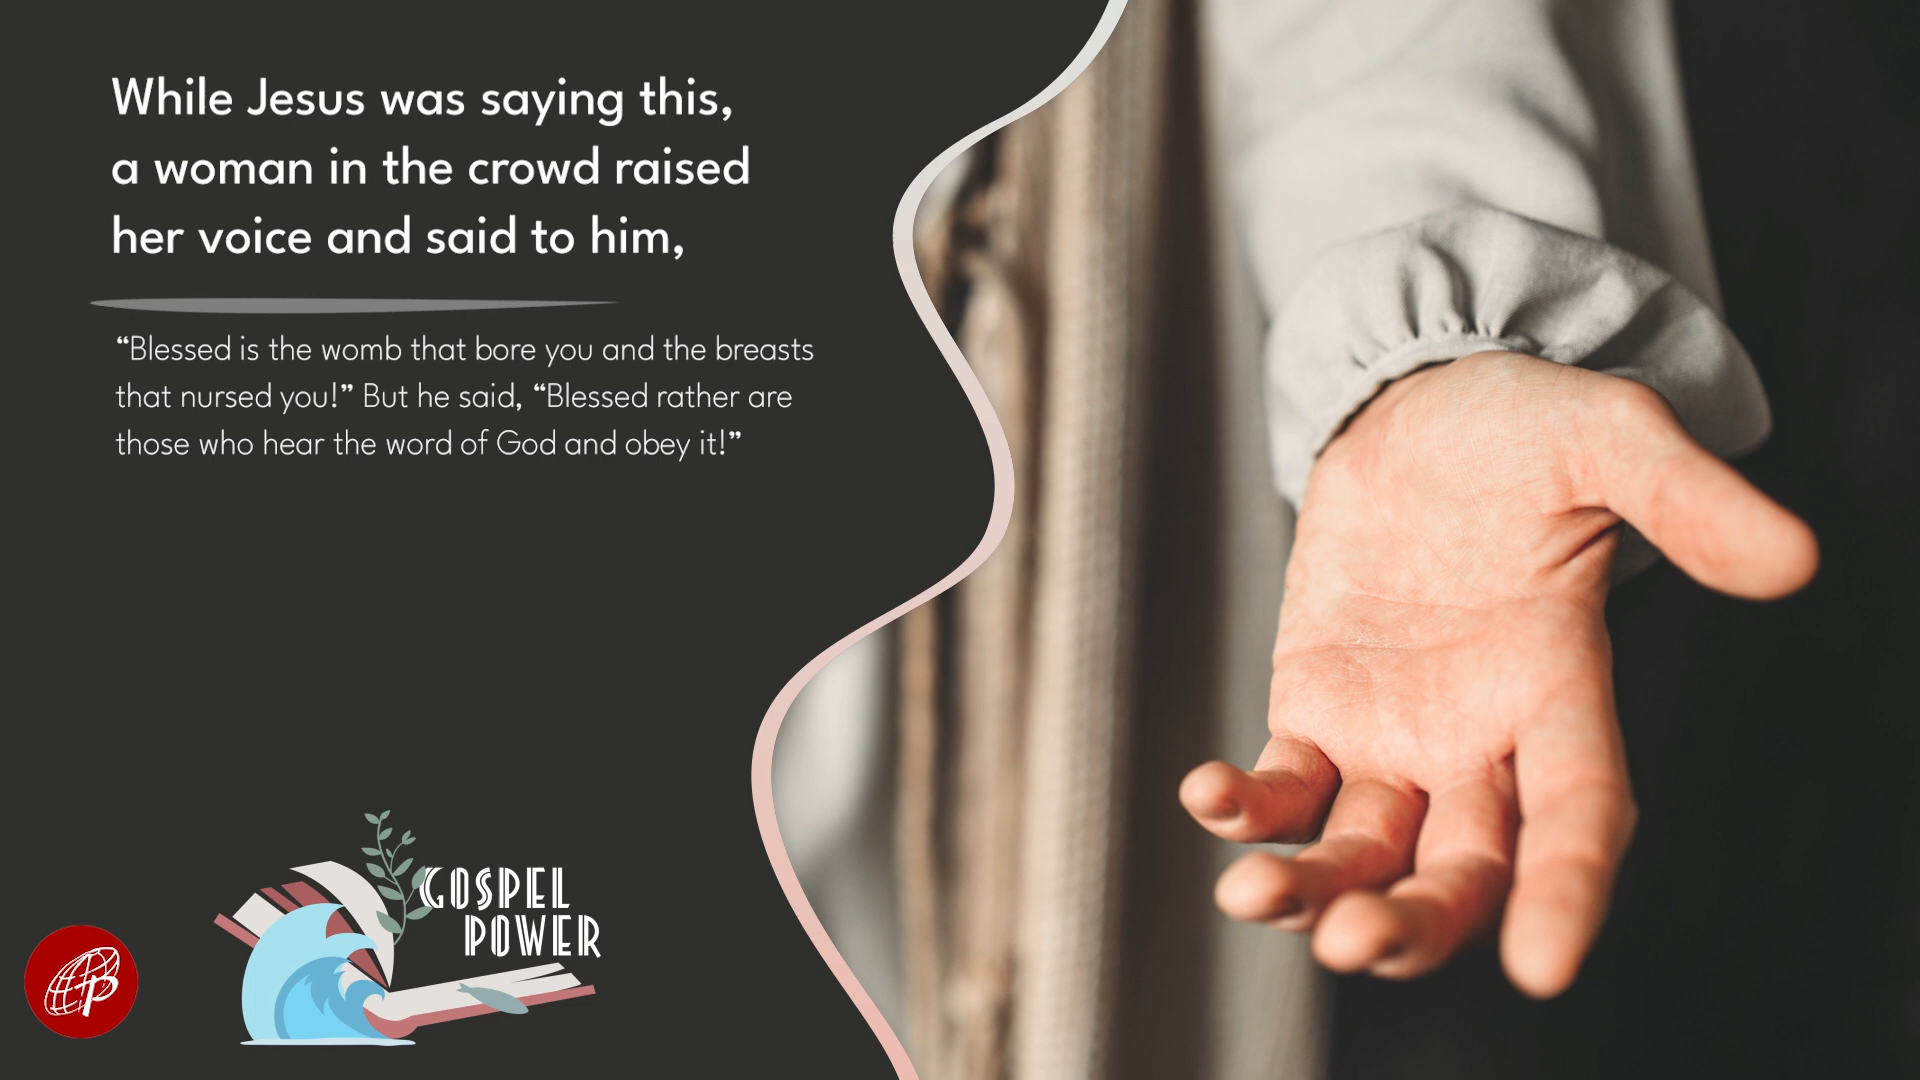 While Jesus was saying this,
a woman in the crowd raised
her voice and said to him,
“Blessed is the womb that bore you and the breasts
that nursed you!” But he said, “Blessed rather are
those who hear the word of God and obey it!”
GOSPEL
POWER